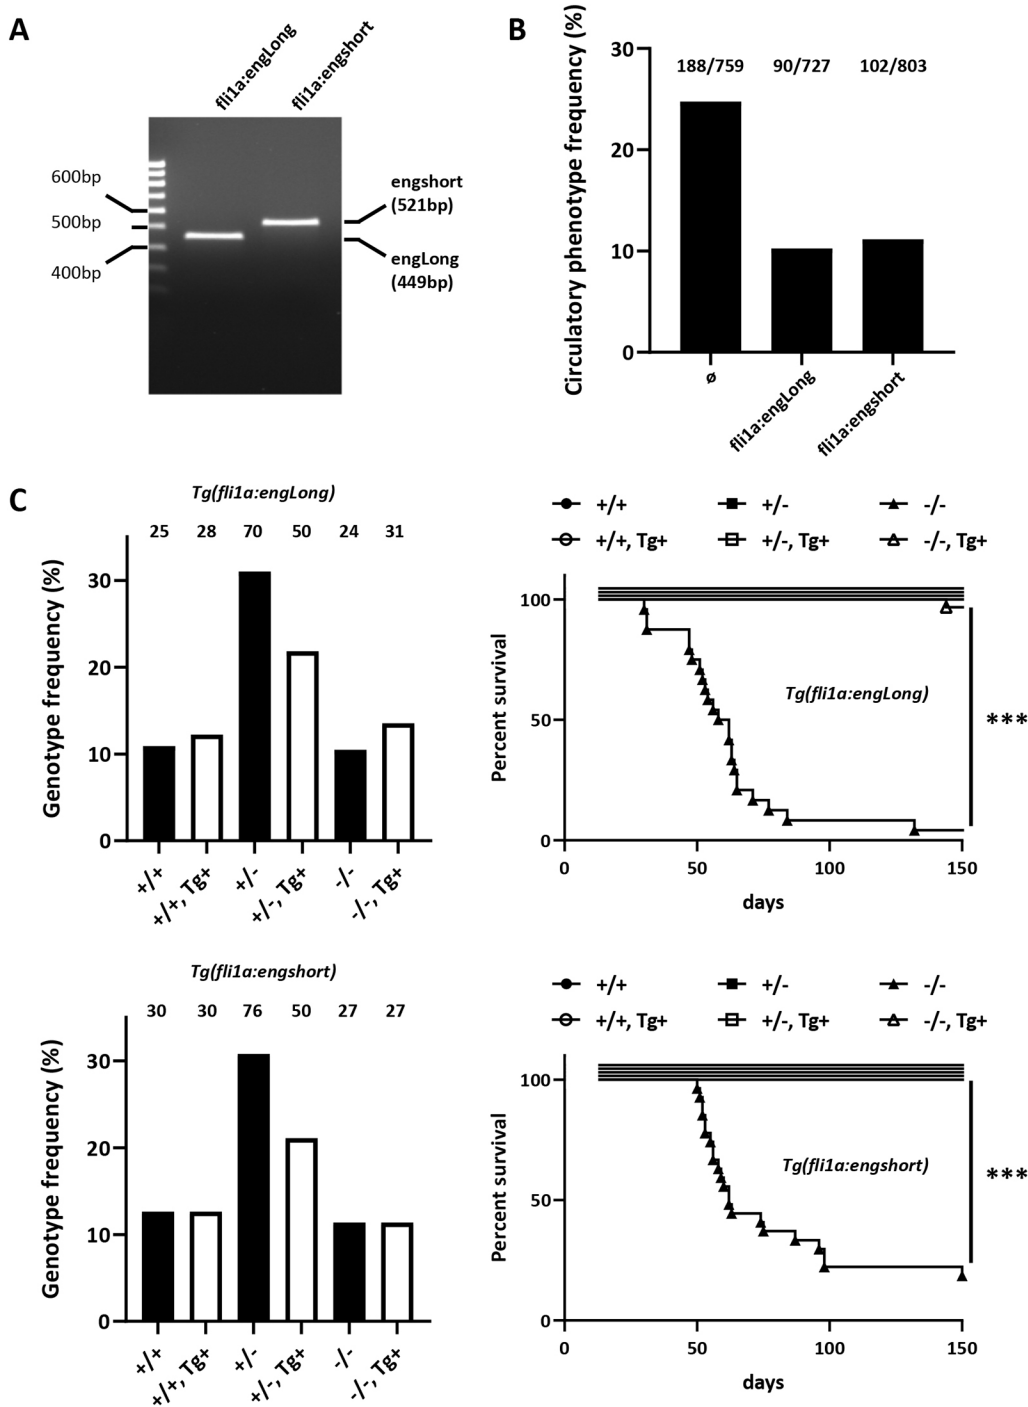 A
fli1a:engLong
fli1a:engshort
600bp
500bp
400bp
engshort
(521bp)
engLong
(449bp)
B
Circulatory phenotype frequency (%)
30
20
10
0
188/759
90/727
102/803
ø
fli1a:engLong
fli1a:engshort
C
Tg(fli1a:engLong)
25 28 70 50 24 31
Genotype frequency (%)
30
20
10
0
+/+
+/+, Tg+
+/-
+/-, Tg+
-/-
-/-, Tg+
+/+ +/- -/-
+/+, Tg+ +/-, Tg+ -/-, Tg+
Percent survival
100
50
0
Tg(fli1a:engLong)
***
0 50 100 150
days
Tg(fli1a:engshort)
30 30 76 50 27 27
Genotype frequency (%)
30
20
10
0
+/+
+/+, Tg+
+/-
+/-, Tg+
-/-
-/-, Tg+
+/+ +/- -/-
+/+, Tg+ +/-, Tg+ -/-, Tg+
Percent survival
100
50
0
Tg(fli1a:engshort)
***
0 50 100 150
days